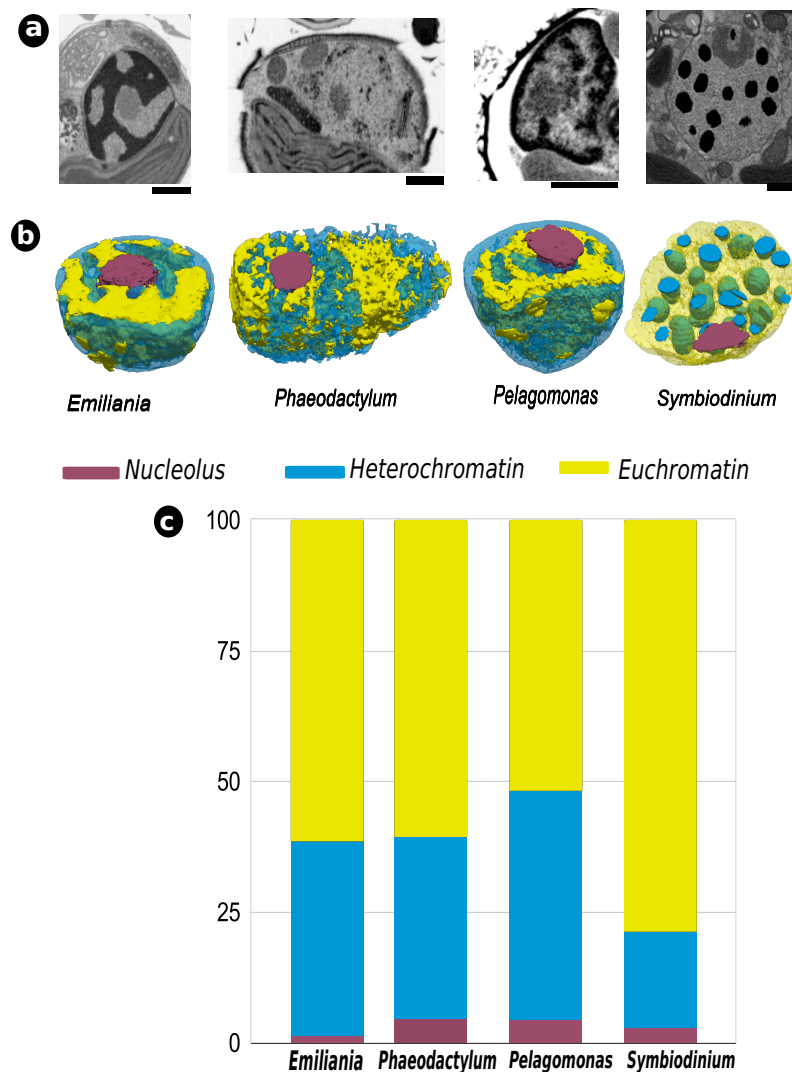 a
b
Emiliania Phaeodactylum Pelagomonas Symbiodinium
Nucleolus Heterochromatin Euchromatin
c
100
75
50
25
0
Emiliania Phaeodactylum Pelagomonas Symbiodinium